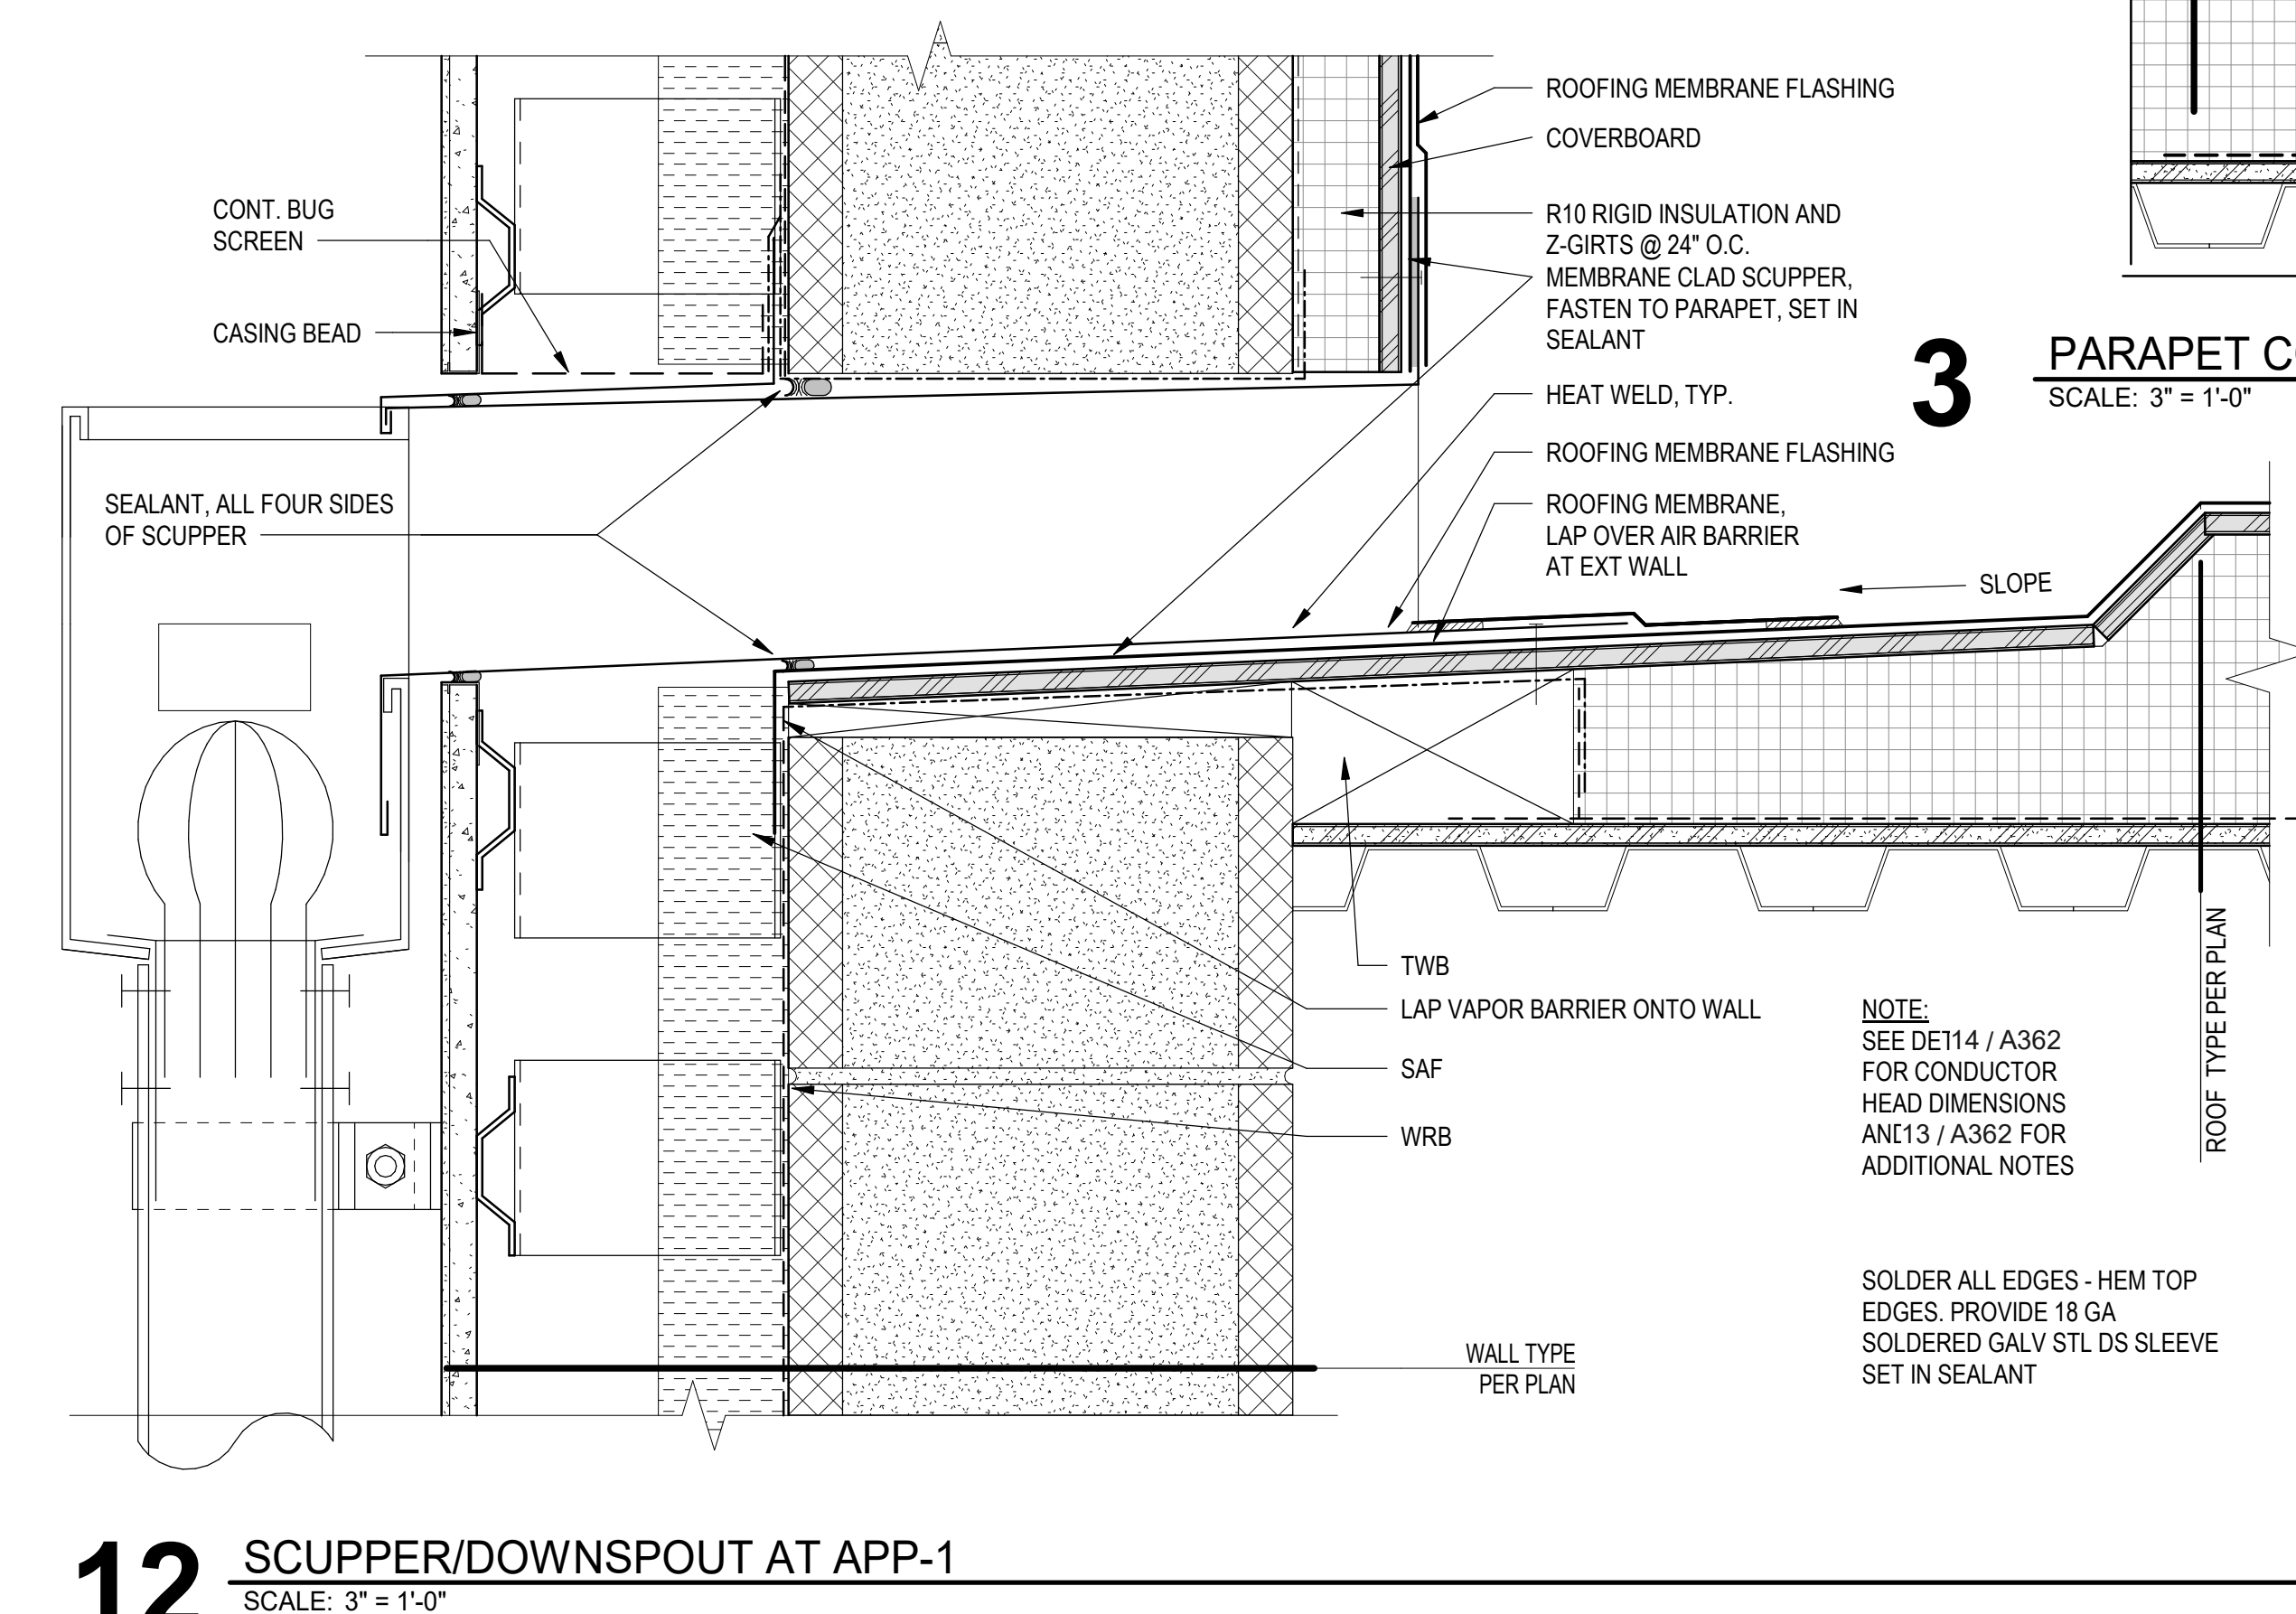 ROOFING MEMBRANE FLASHING
COVERBOARD
R10 RIGID INSULATION AND
Z-GIRTS @ 24" O.C.
MEMBRANE CLAD SCUPPER,
FASTEN TO PARAPET, SET IN
SEALANT
HEAT WELD, TYP.
ROOFING MEMBRANE FLASHING
ROOFING MEMBRANE,
LAP OVER AIR BARRIER
AT EXT WALL
CONT. BUG
SCREEN
CASING BEAD
SEALANT, ALL FOUR SIDES
OF SCUPPER
3
PARAPET C
SCALE: 3" = 1'-0"
SLOPE
TWB
LAP VAPOR BARRIER ONTO WALL
SAF
WRB
WALL TYPE
PER PLAN
NOTE:
SEE DET14 / A362
FOR CONDUCTOR
HEAD DIMENSIONS
AND13 / A362 FOR
ADDITIONAL NOTES
ROOF TYPE PER PLAN
SOLDER ALL EDGES - HEM TOP
EDGES. PROVIDE 18 GA
SOLDERED GALV STL DS SLEEVE
SET IN SEALANT
12
SCUPPER/DOWNSPOUT AT APP-1
SCALE: 3" = 1'-0"